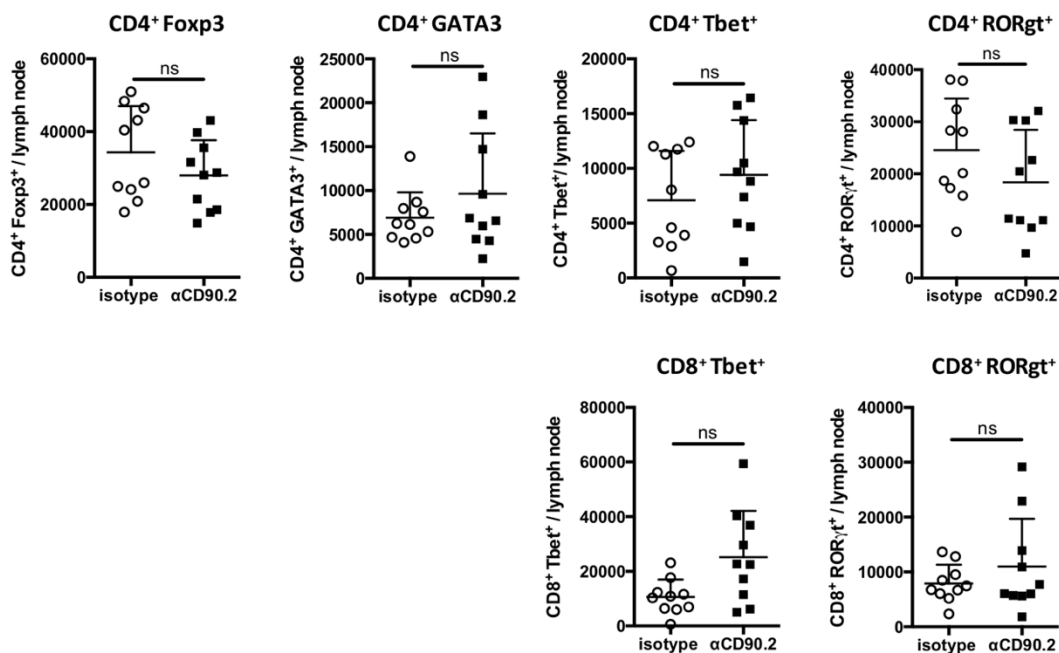 CD4⁺ Foxp3
CD4⁺ Foxp3⁺ / lymph node
60000
40000
20000
0
ns
isotype
αCD90.2
CD4⁺ GATA3
CD4⁺ GATA3⁺ / lymph node
25000
20000
15000
10000
5000
0
ns
isotype
αCD90.2
CD4⁺ Tbet⁺
CD4⁺ Tbet⁺/ lymph node
20000
15000
10000
5000
0
ns
isotype
αCD90.2
CD4⁺ RORgt⁺
CD4⁺ RORγt⁺ / lymph node
40000
30000
20000
10000
0
ns
isotype
αCD90.2
CD8⁺ Tbet⁺
CD8⁺ Tbet⁺ / lymph node
80000
60000
40000
20000
0
ns
isotype
αCD90.2
CD8⁺ RORgt⁺
CD8⁺ RORγt⁺ / lymph node
40000
30000
20000
10000
0
ns
isotype
αCD90.2